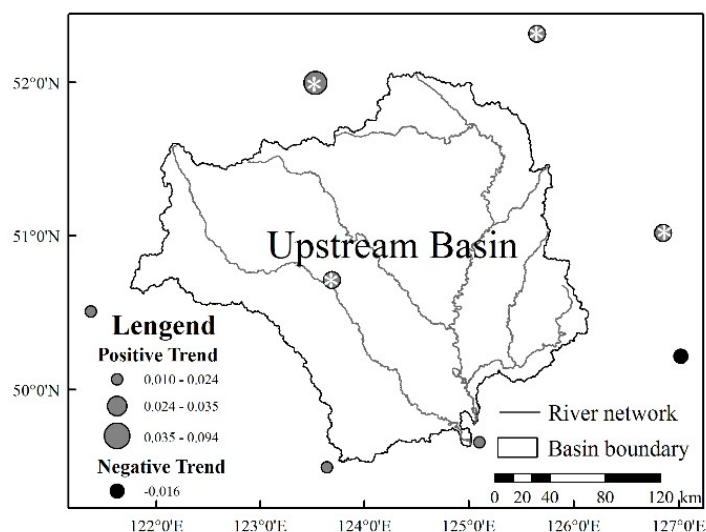 52°0'N
51°0'N
50°0'N
Upstream Basin
Lengend
Positive Trend
0.010 - 0.024
0.024 - 0.035
0.035 - 0.094
Negative Trend
-0.016
River network
Basin boundary
0 20 40 80 120 km
122°0'E 123°0'E 124°0'E 125°0'E 126°0'E 127°0'E